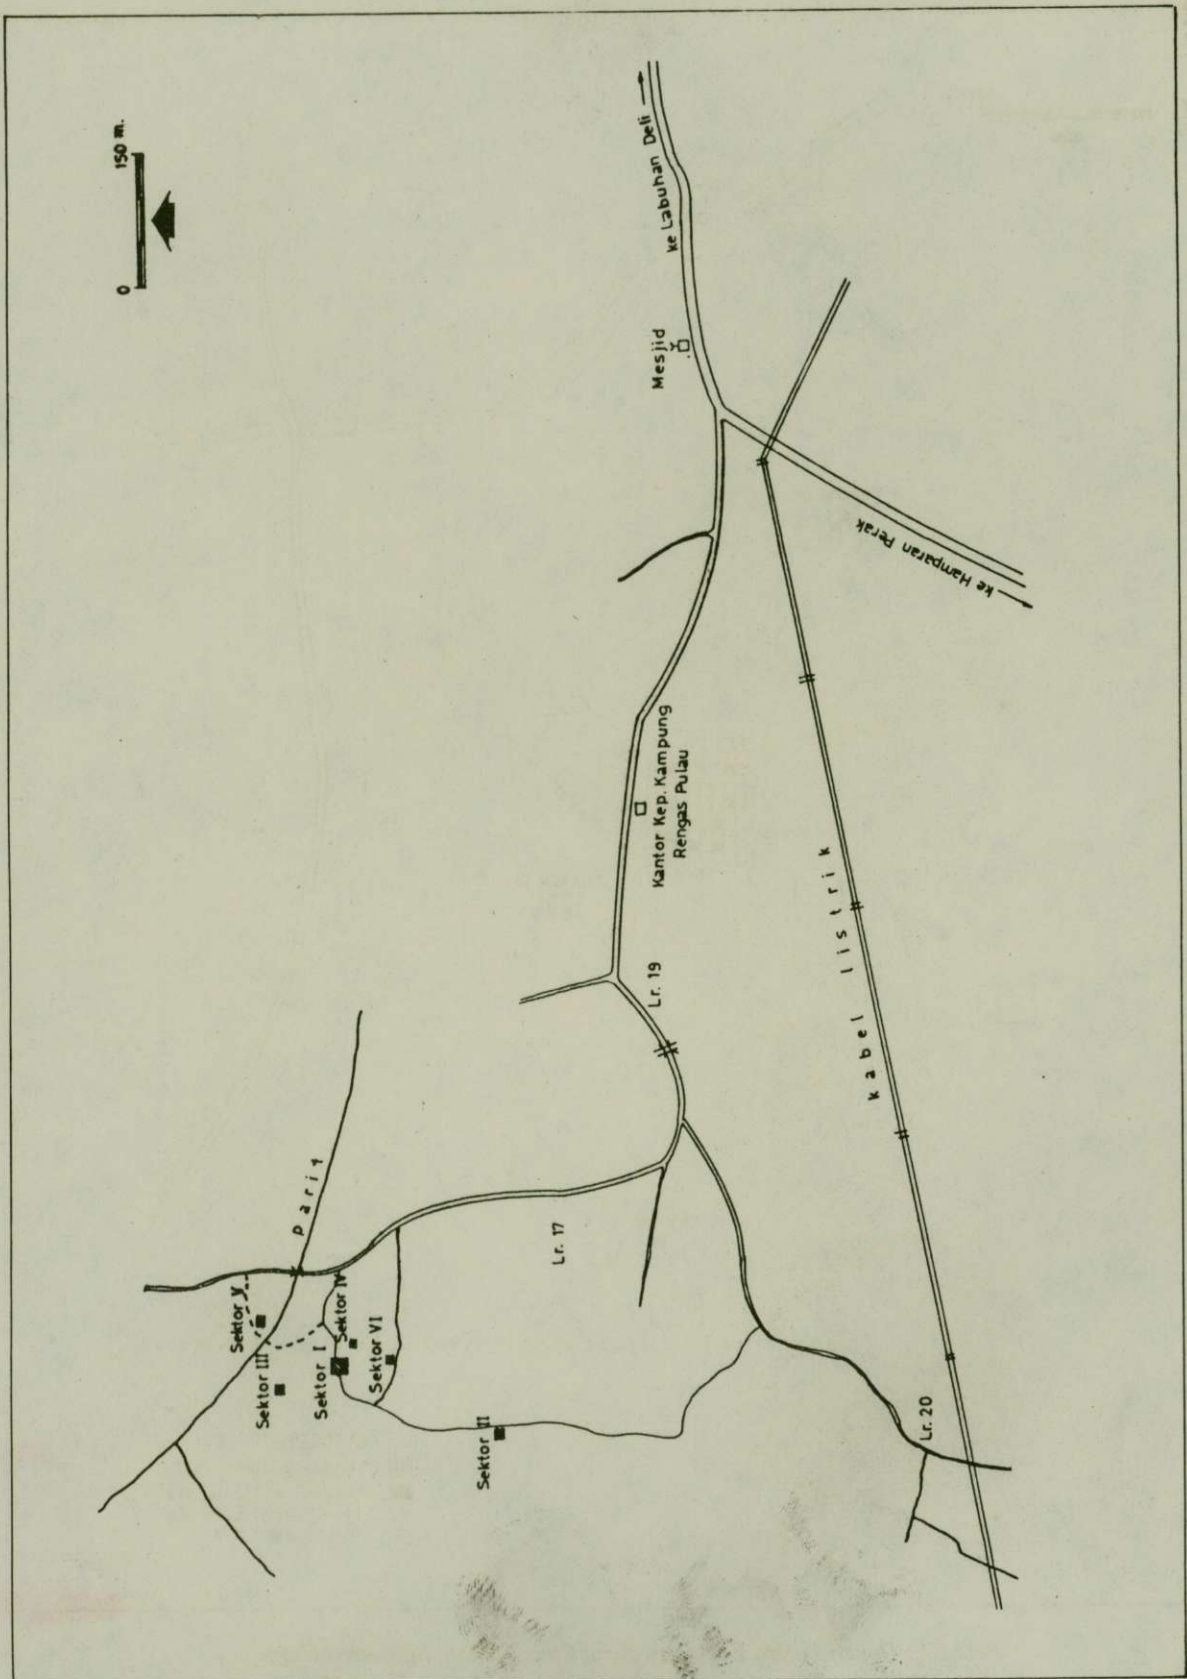 0 150 m.
ke Labuhan Deli
Mesjid
ke Hamparan Perak
Kantor Kep. Kampung
Rengas Pulau
kabel listrik
Lr. 19
parit
Lr. 17
Sektor V
Sektor IV
Sektor III
Sektor I
Sektor VI
Sektor II
Lr. 20